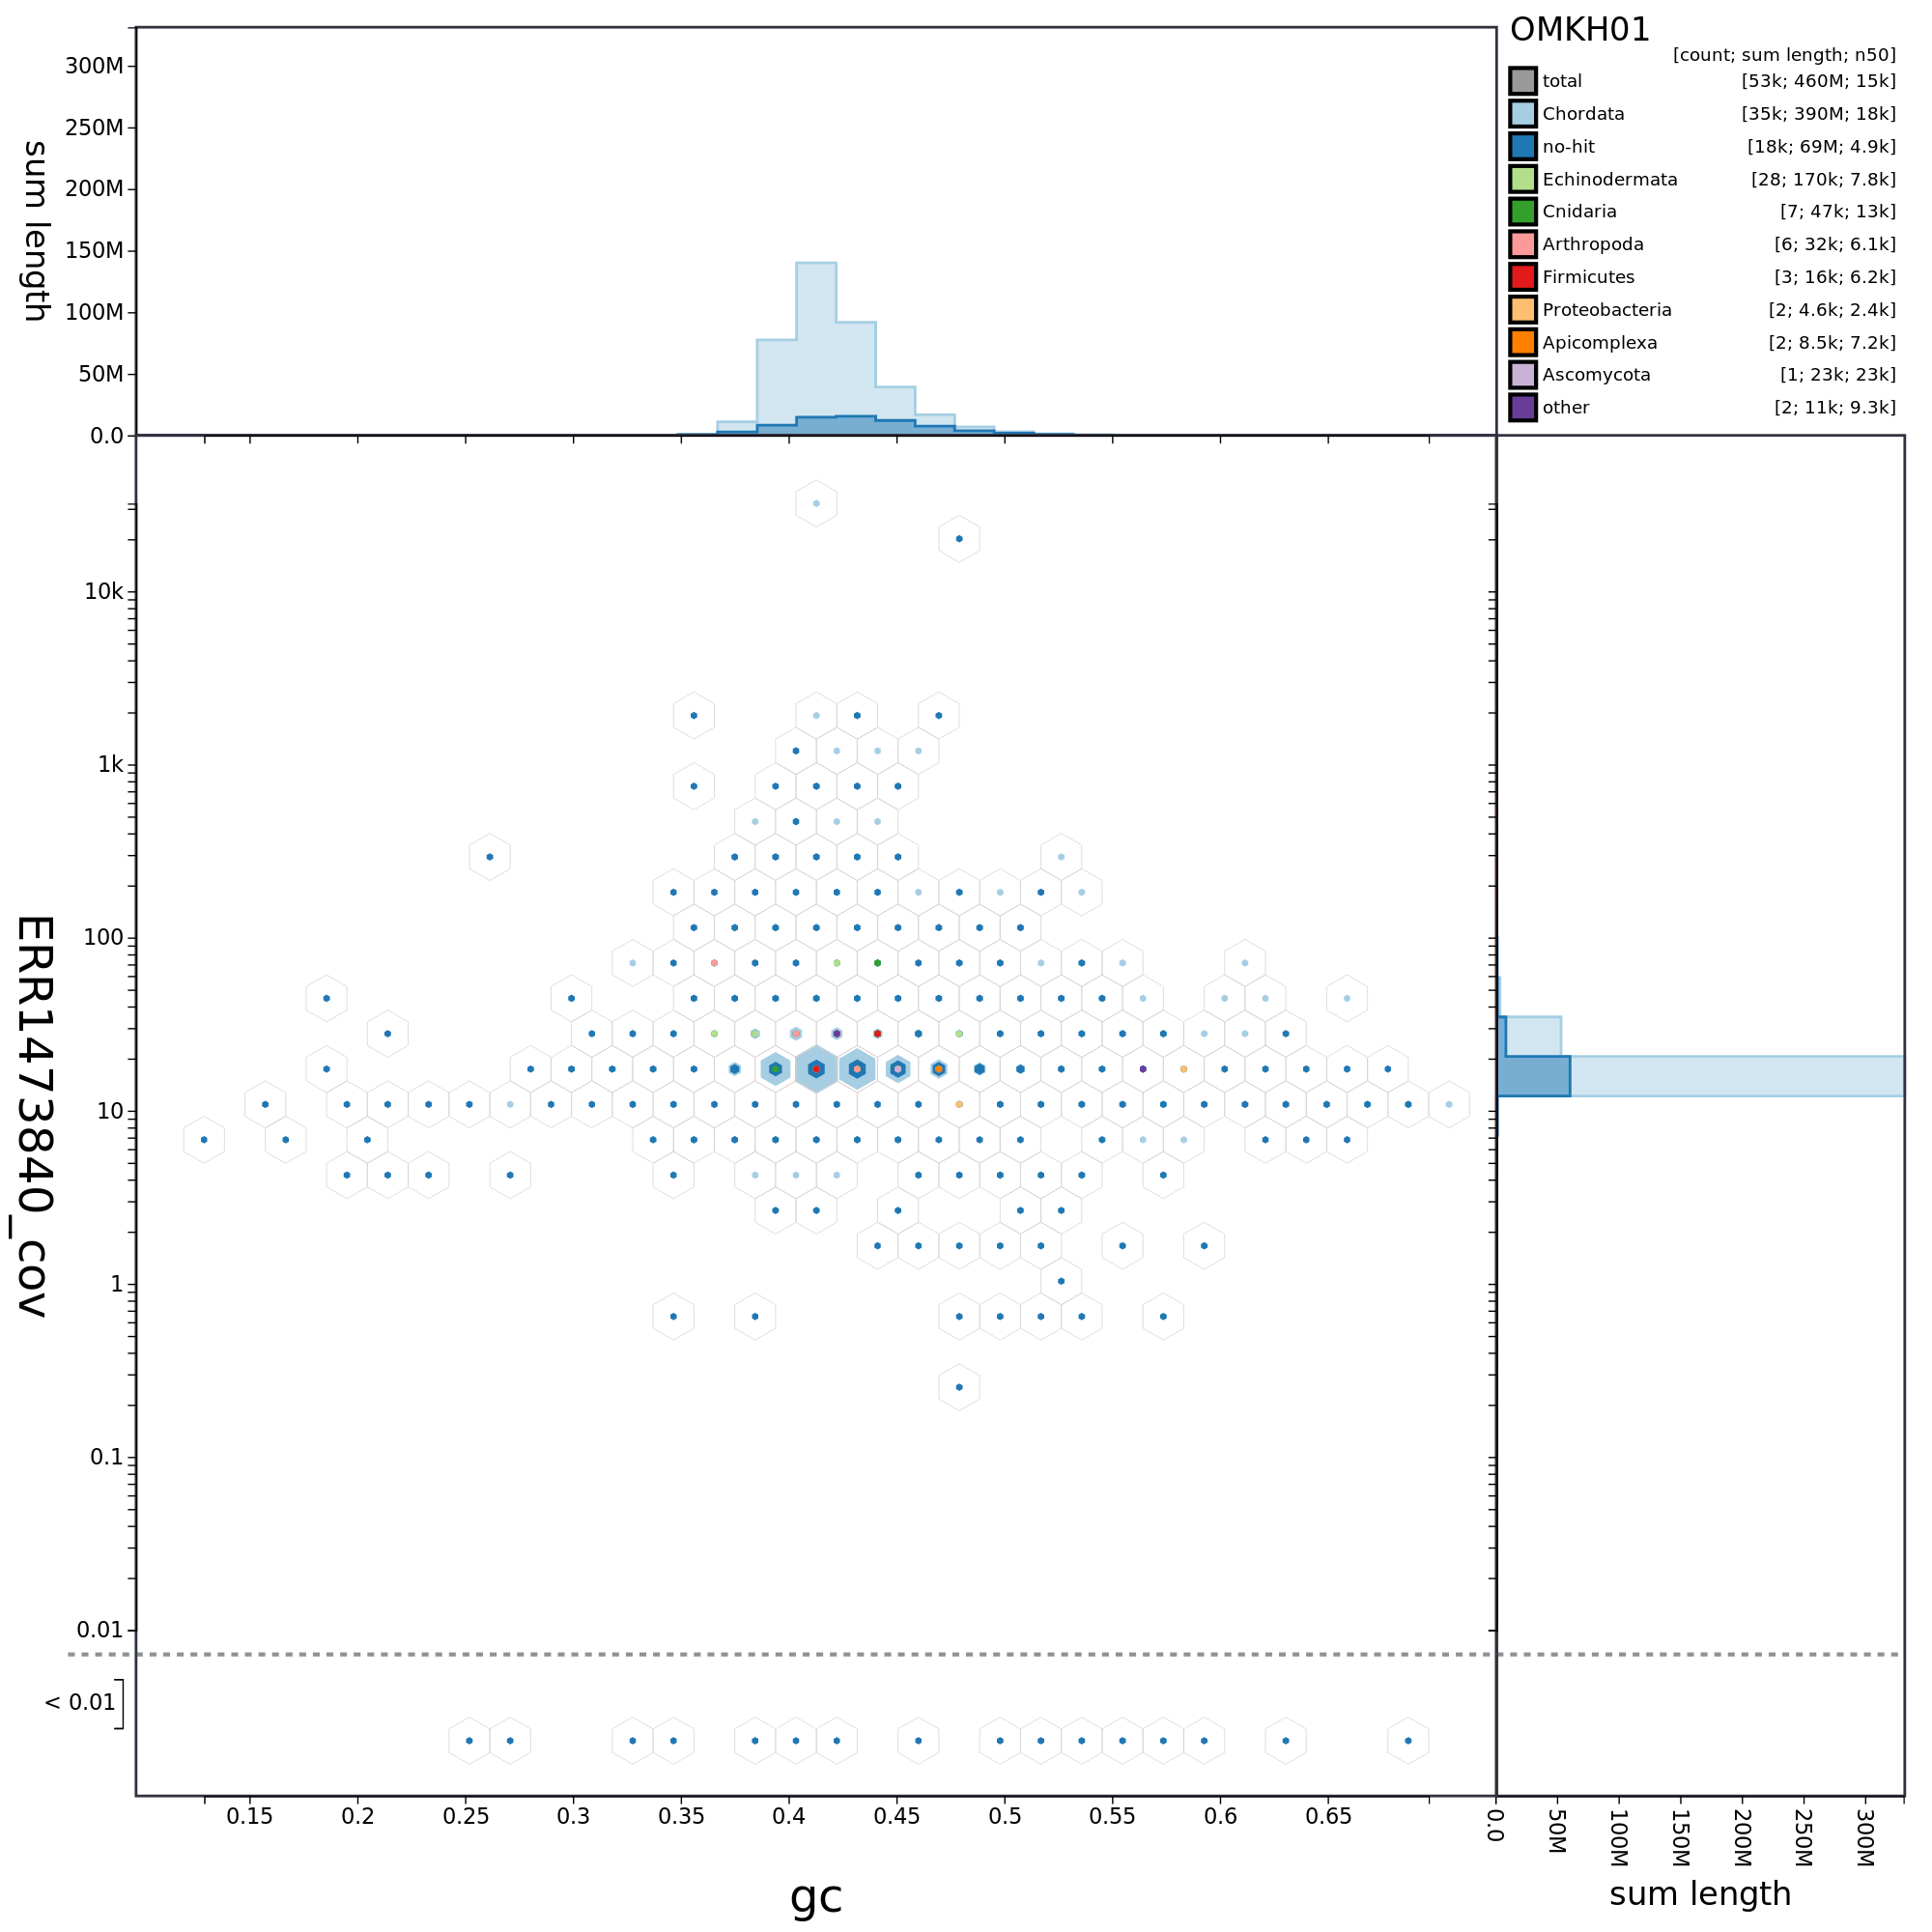 OMKH01
[count; sum length; n50]
total [53k; 460M; 15k]
Chordata [35k; 390M; 18k]
no-hit [18k; 69M; 4.9k]
Echinodermata [28; 170k; 7.8k]
Cnidaria [7; 47k; 13k]
Arthropoda [6; 32k; 6.1k]
Firmicutes [3; 16k; 6.2k]
Proteobacteria [2; 4.6k; 2.4k]
Apicomplexa [2; 8.5k; 7.2k]
Ascomycota [1; 23k; 23k]
other [2; 11k; 9.3k]
sum length
300M
250M
200M
150M
100M
50M
0.0
ERR1473840_cov
10k
1k
100
10
1
0.1
0.01
< 0.01
0.15 0.2 0.25 0.3 0.35 0.4 0.45 0.5 0.55 0.6 0.65
gc
0.0 50M 100M 150M 200M 250M 300M
sum length